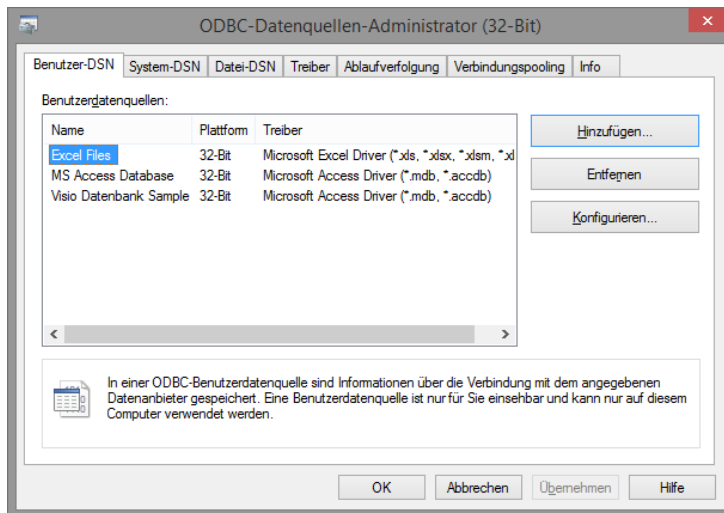 ODBC-Datenquellen-Administrator (32-Bit)
Benutzer-DSN System-DSN Datei-DSN Treiber Ablaufverfolgung Verbindungspooling Info
Benutzerdatenquellen:
Name Plattform Treiber
Excel Files 32-Bit Microsoft Excel Driver (*.xls, *.xlsx, *.xlsm, *.xl
MS Access Database 32-Bit Microsoft Access Driver (*.mdb, *.accdb)
Visio Datenbank Sample 32-Bit Microsoft Access Driver (*.mdb, *.accdb)
Hinzufügen...
Entfernen
Konfigurieren...
In einer ODBC-Benutzerdatenquelle sind Informationen über die Verbindung mit dem angegebenen
Datenanbieter gespeichert. Eine Benutzerdatenquelle ist nur für Sie einsehbar und kann nur auf diesem
Computer verwendet werden.
OK Abbrechen Übernehmen Hilfe